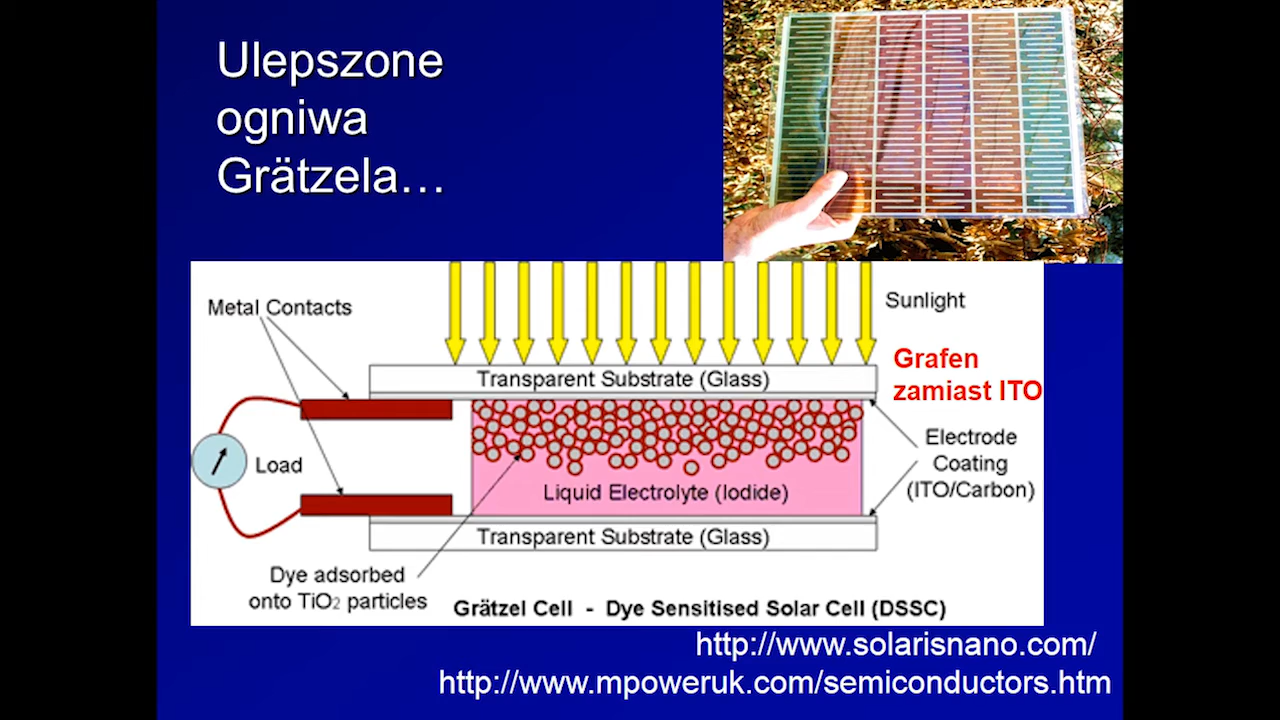 Ulepszone
ogniwa
Grätzela…
Metal Contacts
Sunlight
Grafen
zamiast ITO
Transparent Substrate (Glass)
Electrode
Coating
(ITO/Carbon)
Load
Liquid Electrolyte (Iodide)
Transparent Substrate (Glass)
Dye adsorbed
onto TiO2 particles
Grätzel Cell - Dye Sensitised Solar Cell (DSSC)
http://www.solarisnano.com/
http://www.mpoweruk.com/semiconductors.htm